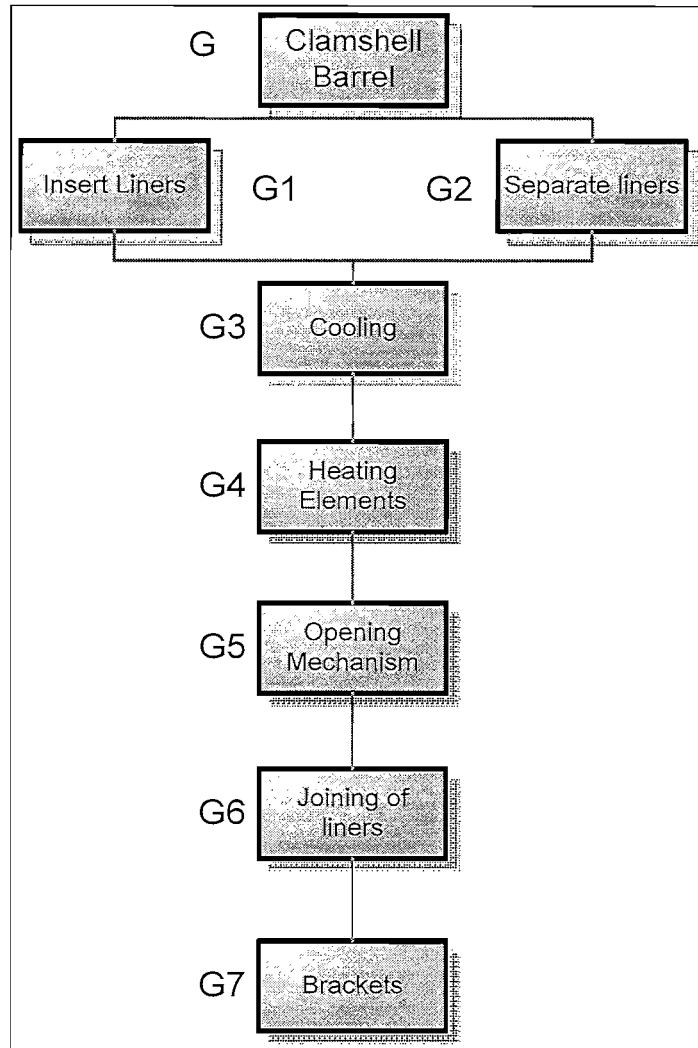 G
Clamshell
Barrel
Insert Liners
G1
G2
Separate liners
G3
Cooling
G4
Heating
Elements
G5
Opening
Mechanism
G6
Joining of
liners
G7
Brackets